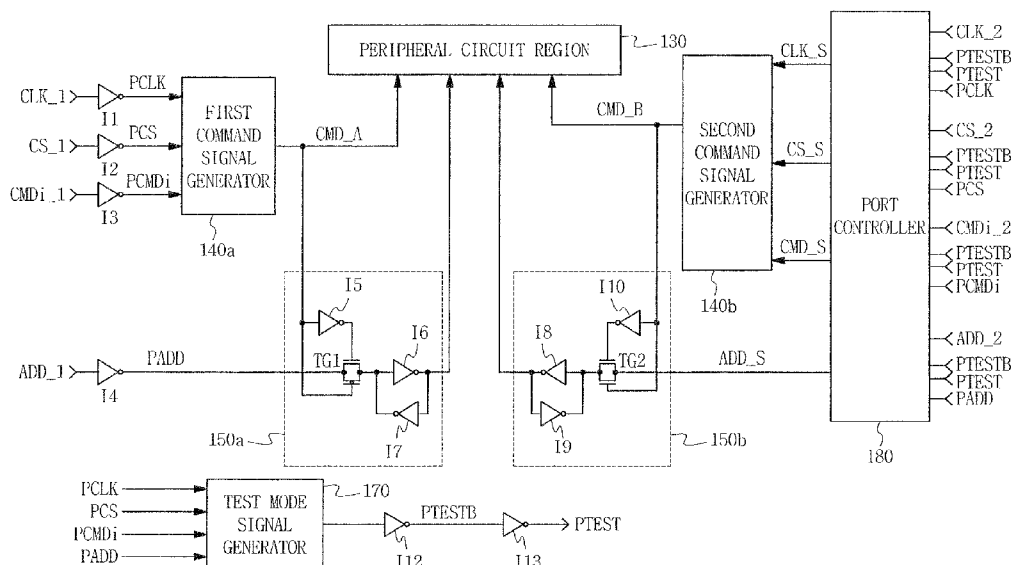 PERIPHERAL CIRCUIT REGION
130
CLK_1
I1
PCLK
CS_1
I2
PCS
CMDi_1
I3
PCMDi
FIRST
COMMAND
SIGNAL
GENERATOR
140a
CMD_A
CMD_B
SECOND
COMMAND
SIGNAL
GENERATOR
140b
CLK_S
CS_S
CMD_S
PORT
CONTROLLER
180
CLK_2
PTESTB
PTEST
PCLK
CS_2
PTESTB
PTEST
PCS
CMDi_2
PTESTB
PTEST
PCMDi
ADD_2
PTESTB
PTEST
PADD
ADD_1
I4
PADD
I5
TG1
I6
I7
150a
I10
I8
TG2
I9
150b
ADD_S
PCLK
PCS
PCMDi
PADD
TEST MODE
SIGNAL
GENERATOR
170
I12
PTESTB
I13
PTEST